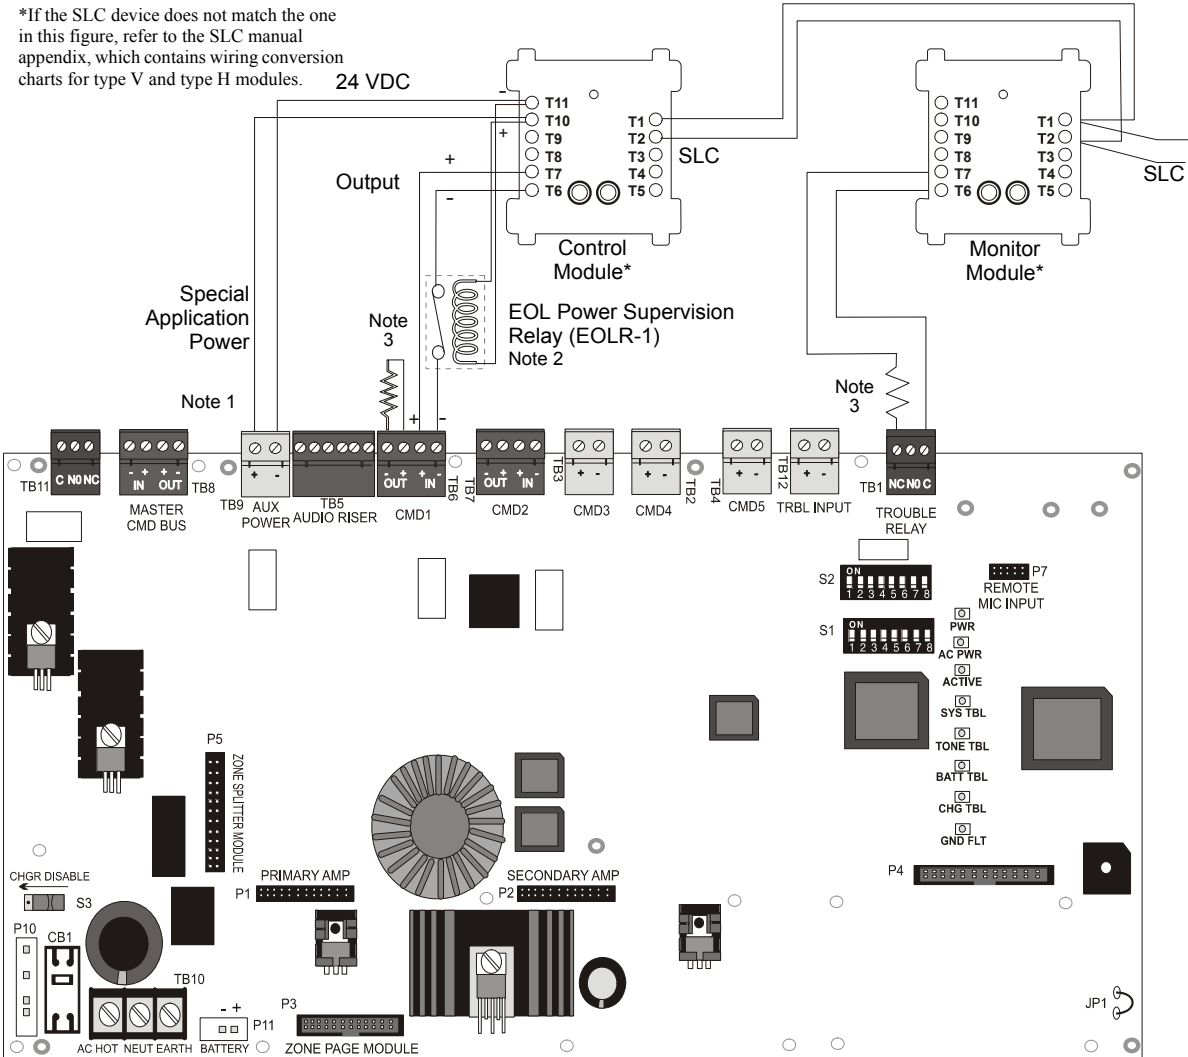 *If the SLC device does not match the one
in this figure, refer to the SLC manual
appendix, which contains wiring conversion
charts for type V and type H modules.
24 VDC
-
+
T11
T10
T9
T8
T7
T6
T1
T2
T3
T4
T5
SLC
T11
T10
T9
T8
T7
T6
T1
T2
T3
T4
T5
SLC
Output
+
-
Control
Module*
Monitor
Module*
Special
Application
Power
Note
3
EOL Power Supervision
Relay (EOLR-1)
Note 2
Note 1
+ -
Note
3
TB11
C NO NC
- + + -
IN OUT
MASTER
CMD BUS
TB8
TB9
+ -
AUX
POWER
TB5
AUDIO RISER
- + + -
OUT IN
CMD1
TB6
TB7
- + + -
OUT IN
CMD2
TB3
+ -
CMD3
+ -
CMD4
TB2
TB4
+ -
CMD5
TB12
+ -
TRBL INPUT
TB1
NC NO C
TROUBLE
RELAY
S2
ON
1 2 3 4 5 6 7 8
P7
REMOTE
MIC INPUT
S1
ON
1 2 3 4 5 6 7 8
PWR
AC PWR
ACTIVE
SYS TBL
TONE TBL
BATT TBL
CHG TBL
GND FLT
P5
ZONE SPLITTER MODULE
PRIMARY AMP
P1
SECONDARY AMP
P2
P4
CHGR DISABLE
S3
P10
CB1
TB10
AC HOT NEUT EARTH
- +
P11
BATTERY
P3
ZONE PAGE MODULE
JP1